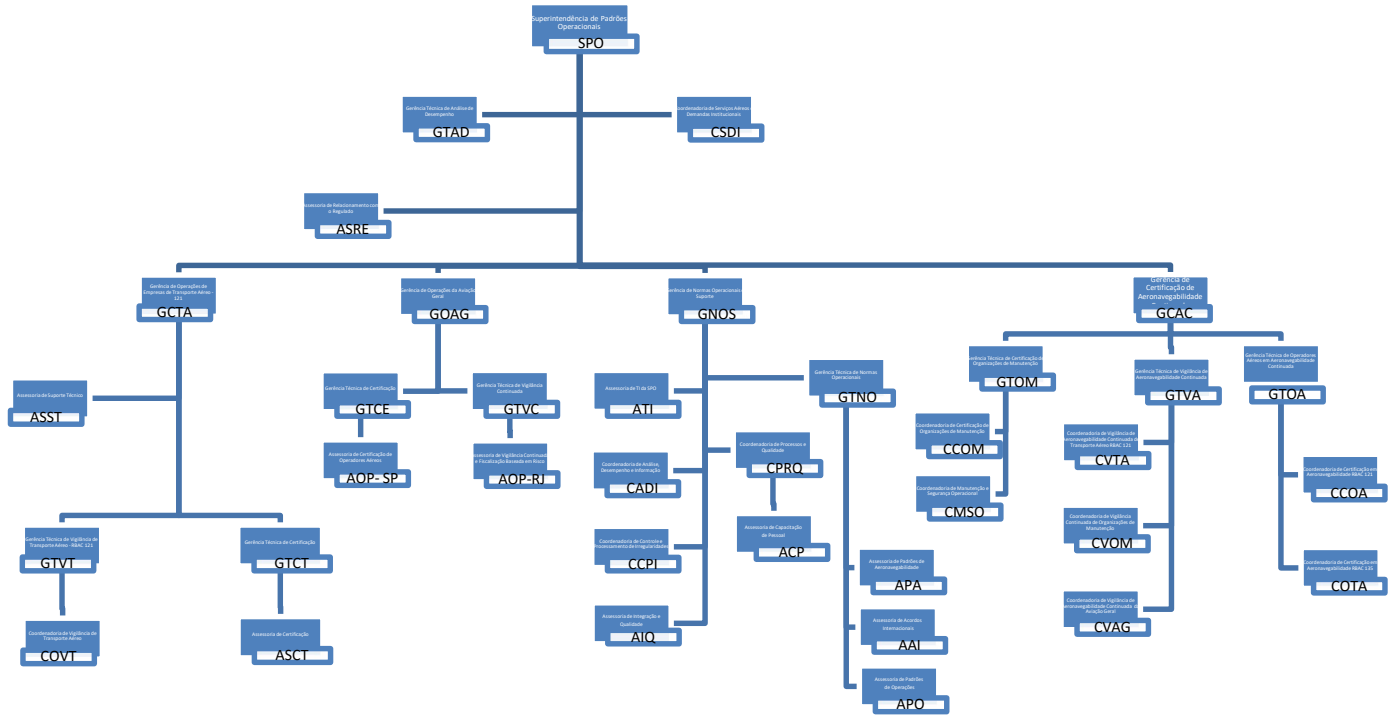 Superintendência de Padrões
Operacionais
SPO
Gerência Técnica de Análise de
Desempenho
GTAD
Coordenadoria de Serviços Aéreos e
Demandas Institucionais
CSDI
Assessoria de Relacionamento com
o Regulado
ASRE
Gerência de Operações de
Empresas de Transporte Aéreo -
121
GCTA
Gerência de Operações da Aviação
Geral
GOAG
Gerência de Normas Operacionais e
Suporte
GNOS
Gerência de
Certificação de
Aeronavegabilidade
GCAC
Assessoria de Suporte Técnico
ASST
Gerência Técnica de Vigilância de
Transporte Aéreo - RBAC 121
GTVT
Coordenadoria de Vigilância de
Transporte Aéreo
COVT
Gerência Técnica de Certificação
GTCT
Assessoria de Certificação
ASCT
Gerência Técnica de Certificação
GTCE
Assessoria de Certificação de
Operadores Aéreos
AOP- SP
Gerência Técnica de Vigilância
Continuada
GTVC
Assessoria de Vigilância Continuada
e Fiscalização Baseada em Risco
AOP-RJ
Assessoria de TI da SPO
ATI
Coordenadoria de Análise,
Desempenho e Informação
CADI
Coordenadoria de Controle e
Processamento de Irregularidades
CCPI
Assessoria de Integração e
Qualidade
AIQ
Coordenadoria de Processos e
Qualidade
CPRQ
Assessoria de Capacitação
de Pessoal
ACP
Gerência Técnica de Normas
Operacionais
GTNO
Assessoria de Padrões de
Aeronavegabilidade
APA
Assessoria de Acordos
Internacionais
AAI
Assessoria de Padrões
de Operações
APO
Gerência Técnica de Certificação de
Organizações de Manutenção
GTOM
Coordenadoria de Certificação de
Organizações de Manutenção
CCOM
Coordenadoria de Manutenção e
Segurança Operacional
CMSO
Gerência Técnica de Vigilância de
Aeronavegabilidade Continuada
GTVA
Coordenadoria de Vigilância de
Aeronavegabilidade Continuada de
Transporte Aéreo RBAC 121
CVTA
Coordenadoria de Vigilância
Continuada de Organizações de
Manutenção
CVOM
Coordenadoria de Vigilância de
Aeronavegabilidade Continuada da
Aviação Geral
CVAG
Gerência Técnica de Operadores
Aéreos em Aeronavegabilidade
Continuada
GTOA
Coordenadoria de Certificação em
Aeronavegabilidade RBAC 121
CCOA
Coordenadoria de Certificação em
Aeronavegabilidade RBAC 135
COTA